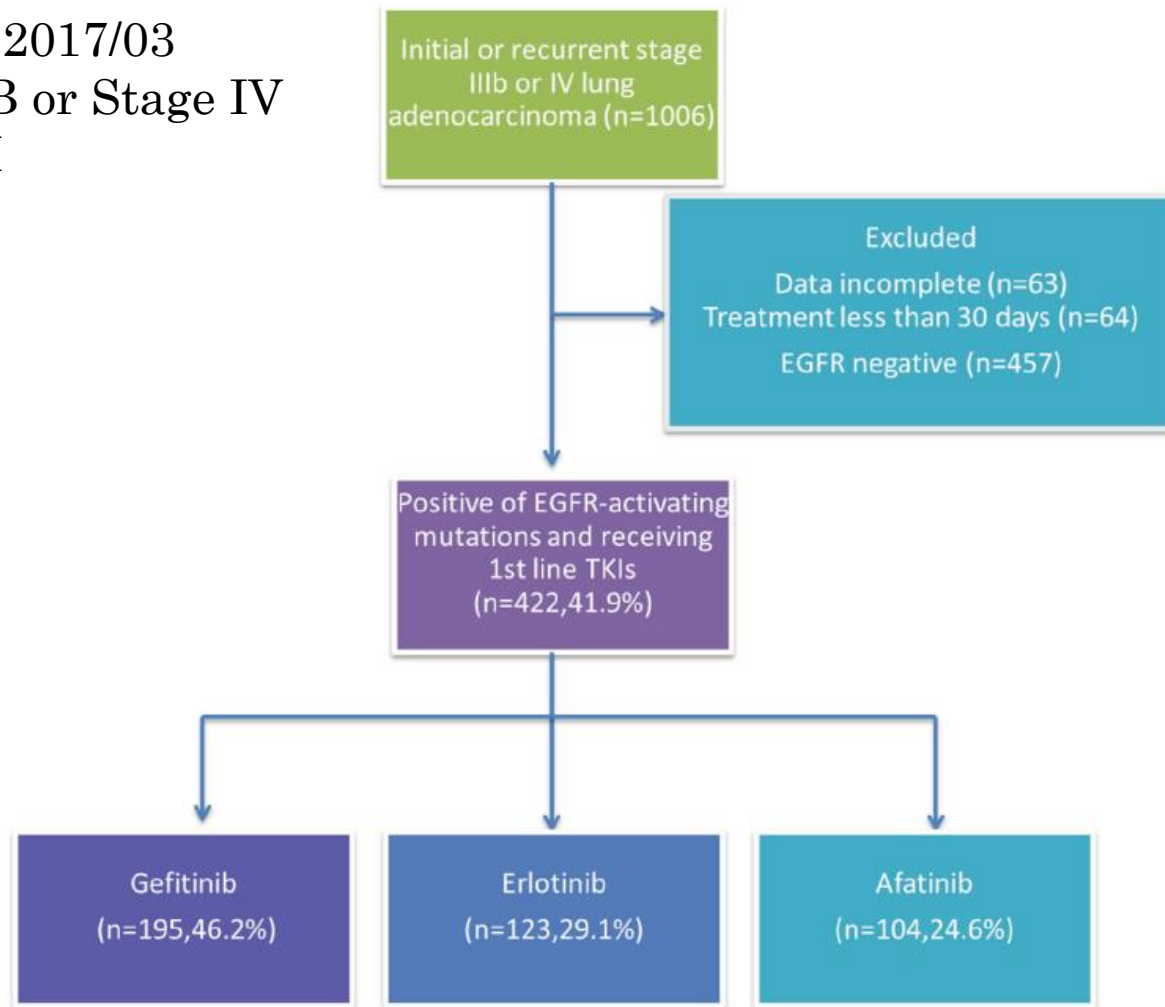 2017/03
B or Stage IV
Initial or recurrent stage
IIIb or IV lung
adenocarcinoma (n=1006)
Excluded
Data incomplete (n=63)
Treatment less than 30 days (n=64)
EGFR negative (n=457)
Positive of EGFR-activating
mutations and receiving
1st line TKIs
(n=422,41.9%)
Gefitinib
(n=195,46.2%)
Erlotinib
(n=123,29.1%)
Afatinib
(n=104,24.6%)